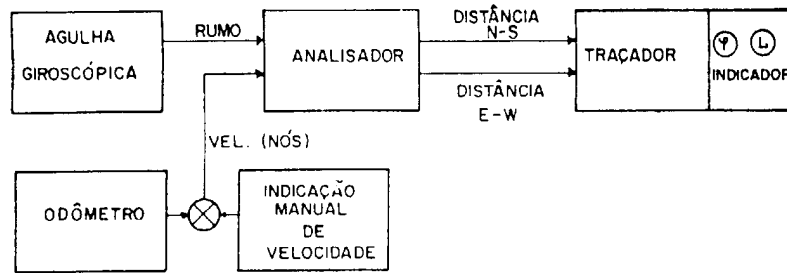 AGULHA
GIROSCÓPICA
RUMO
ANALISADOR
DISTÂNCIA
N-S
DISTÂNCIA
E-W
TRAÇADOR
φ L
INDICADOR
VEL. (NÓS)
ODÔMETRO
INDICAÇÃO
MANUAL
DE
VELOCIDADE